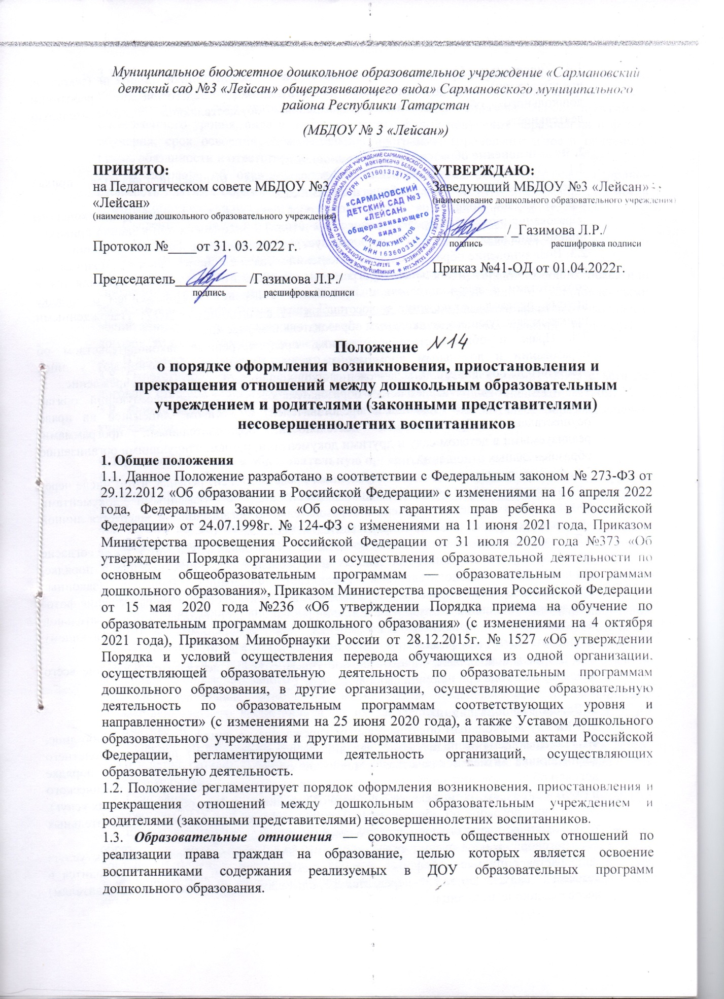 Муниципальное бюджетное дошкольное образовательное учреждение «Сармановский
детский сад №3 «Лейсан» общеразвивающего вида» Сармановского муниципального
района Республики Татарстан
(МБДОУ № 3 «Лейсан»)
ПРИНЯТО:
на Педагогическом совете МБДОУ №3
«Лейсан»
(наименование дошкольного образовательного учреждения)
Протокол №____от 31. 03. 2022 г.
Председатель__________ /Газимова Л.Р./
подпись расшифровка подписи
ОГРН 1021601313172
«САРМАНОВСКИЙ
ДЕТСКИЙ САД №3
«ЛЕЙСАН»
общеразвивающего
вида»
ДЛЯ ДОКУМЕНТОВ
ИНН 1636003344
УТВЕРЖДАЮ:
Заведующий МБДОУ №3 «Лейсан»
(наименование дошкольного образовательного учреждения)
__________ /_Газимова Л.Р./
подпись расшифровка подписи
Приказ №41-ОД от 01.04.2022г.
Положение N14
о порядке оформления возникновения, приостановления и
прекращения отношений между дошкольным образовательным
учреждением и родителями (законными представителями)
несовершеннолетних воспитанников
1. Общие положения
1.1. Данное Положение разработано в соответствии с Федеральным законом № 273-ФЗ от
29.12.2012 «Об образовании в Российской Федерации» с изменениями на 16 апреля 2022
года, Федеральным Законом «Об основных гарантиях прав ребенка в Российской
Федерации» от 24.07.1998г. № 124-ФЗ с изменениями на 11 июня 2021 года, Приказом
Министерства просвещения Российской Федерации от 31 июля 2020 года №373 «Об
утверждении Порядка организации и осуществления образовательной деятельности по
основным общеобразовательным программам — образовательным программам
дошкольного образования», Приказом Министерства просвещения Российской Федерации
от 15 мая 2020 года №236 «Об утверждении Порядка приема на обучение по
образовательным программам дошкольного образования» (с изменениями на 4 октября
2021 года), Приказом Минобрнауки России от 28.12.2015г. № 1527 «Об утверждении
Порядка и условий осуществления перевода обучающихся из одной организации,
осуществляющей образовательную деятельность по образовательным программам
дошкольного образования, в другие организации, осуществляющие образовательную
деятельность по образовательным программам соответствующих уровня и
направленности» (с изменениями на 25 июня 2020 года), а также Уставом дошкольного
образовательного учреждения и другими нормативными правовыми актами Российской
Федерации, регламентирующими деятельность организаций, осуществляющих
образовательную деятельность.
1.2. Положение регламентирует порядок оформления возникновения, приостановления и
прекращения отношений между дошкольным образовательным учреждением и
родителями (законными представителями) несовершеннолетних воспитанников.
1.3. Образовательные отношения — совокупность общественных отношений по
реализации права граждан на образование, целью которых является освоение
воспитанниками содержания реализуемых в ДОУ образовательных программ
дошкольного образования.